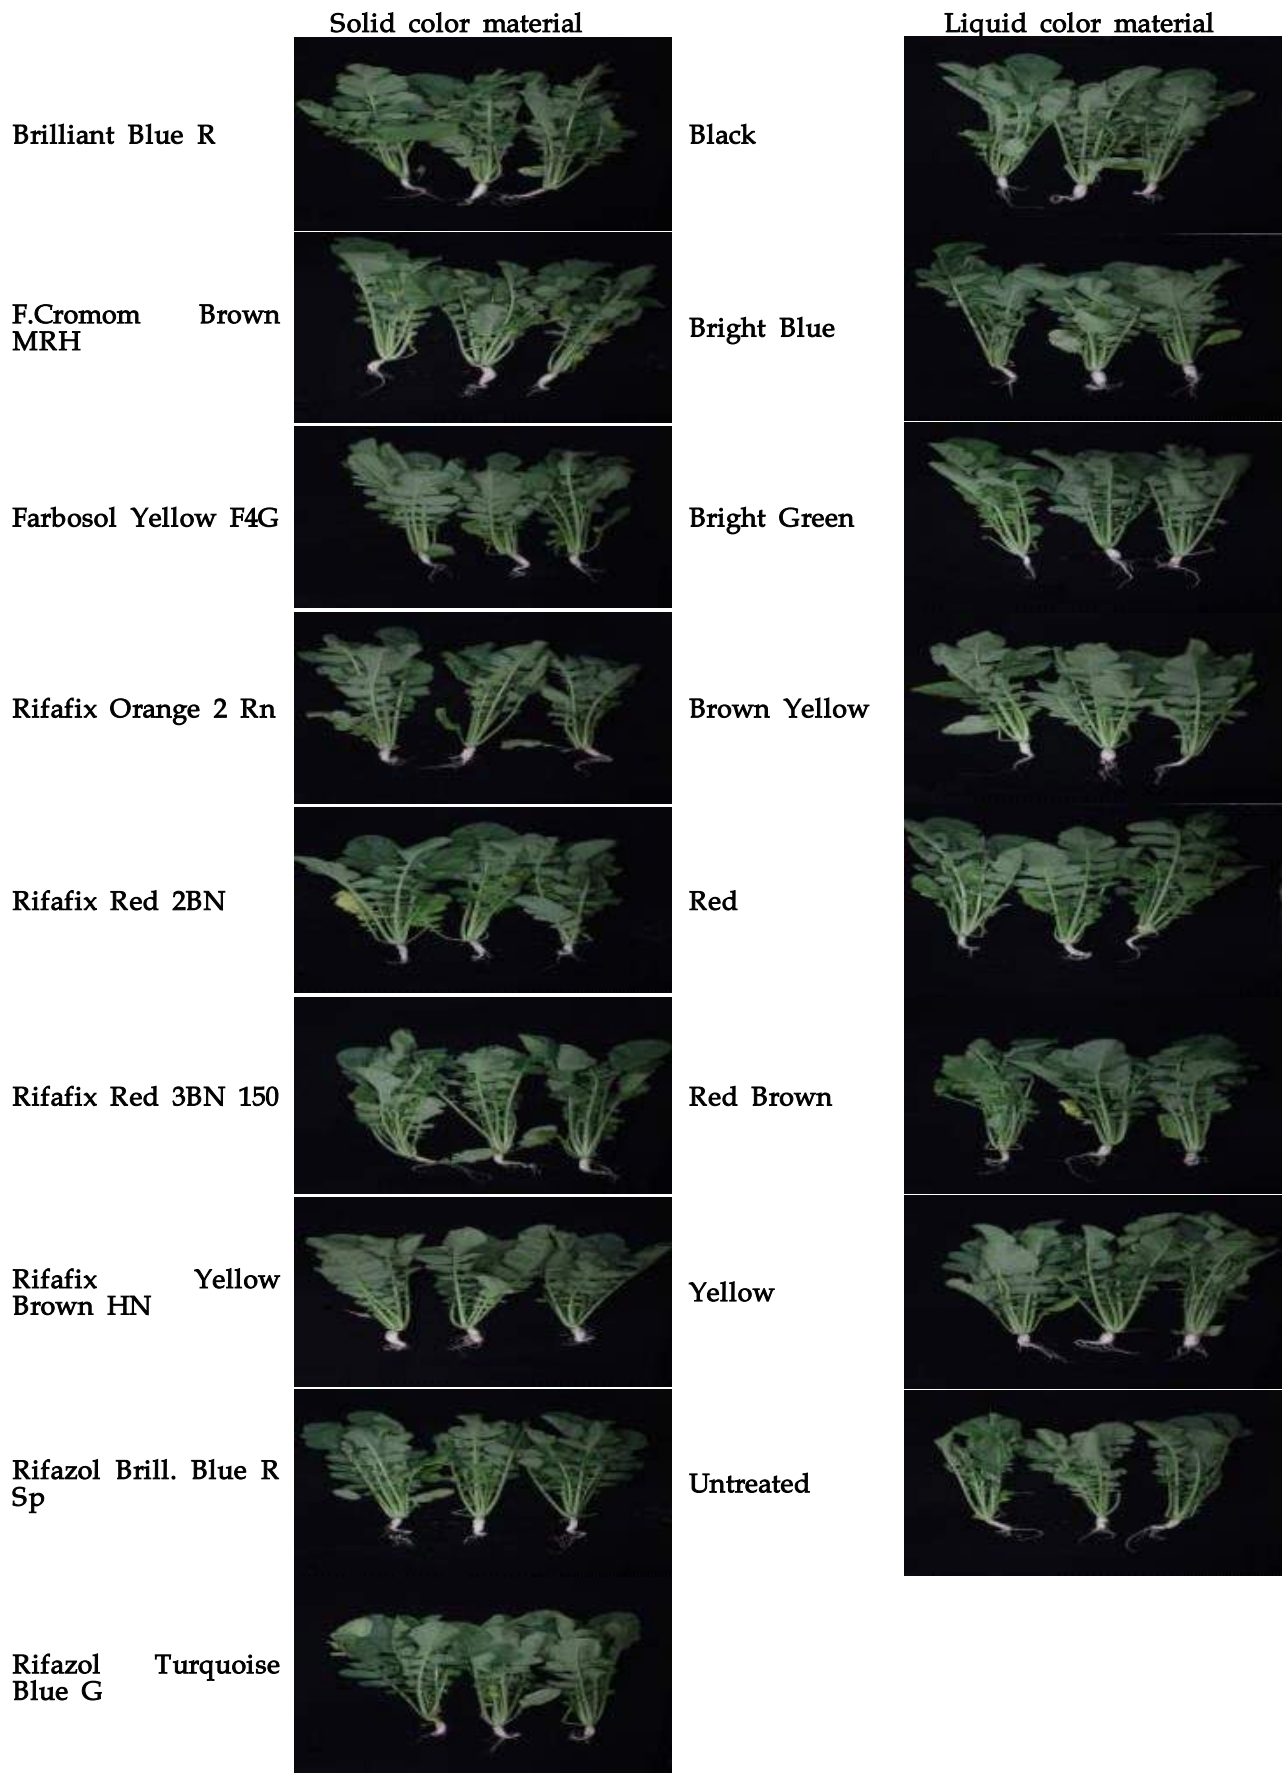 Solid color material
Liquid color material
Brilliant Blue R
Black
F.Cromom Brown
MRH
Bright Blue
Farbosol Yellow F4G
Bright Green
Rifafix Orange 2 Rn
Brown Yellow
Rifafix Red 2BN
Red
Rifafix Red 3BN 150
Red Brown
Rifafix Yellow
Brown HN
Yellow
Rifazol Brill. Blue R
Sp
Untreated
Rifazol Turquoise
Blue G